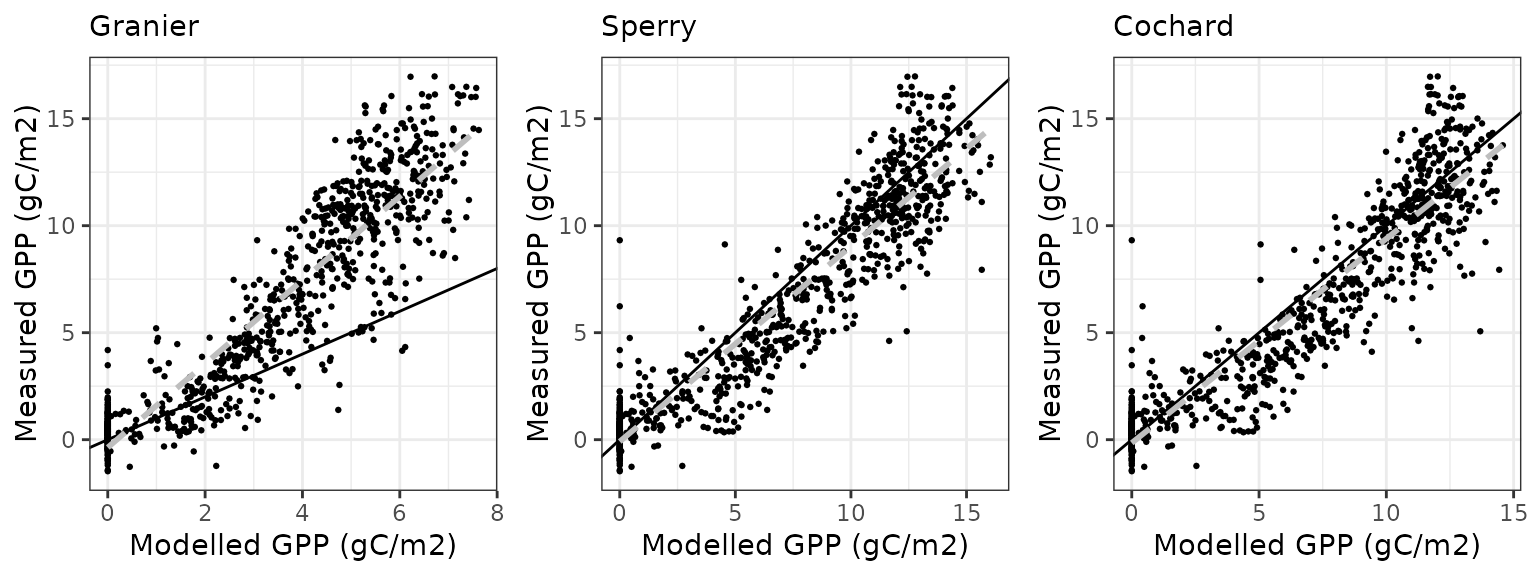 Granier
Measured GPP (gC/m2)
15
10
5
0
0 2 4 6 8
Modelled GPP (gC/m2)
Sperry
Measured GPP (gC/m2)
15
10
5
0
0 5 10 15
Modelled GPP (gC/m2)
Cochard
Measured GPP (gC/m2)
15
10
5
0
0 5 10 15
Modelled GPP (gC/m2)